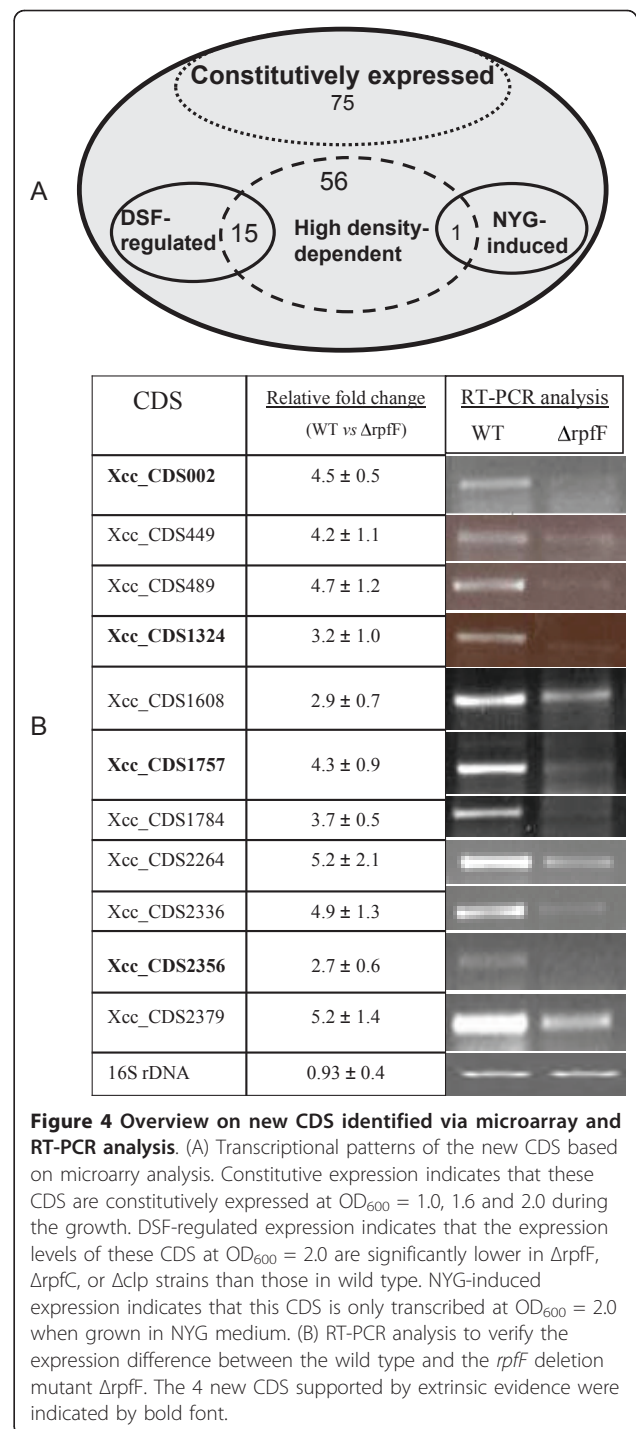 A
Constitutively expressed
75
56
DSF-
regulated
15
High density-
dependent
1
NYG-
induced
B
CDS Relative fold change RT-PCR analysis
(WT vs ΔrpfF) WT ΔrpfF
Xcc_CDS002 4.5 ± 0.5
Xcc_CDS449 4.2 ± 1.1
Xcc_CDS489 4.7 ± 1.2
Xcc_CDS1324 3.2 ± 1.0
Xcc_CDS1608 2.9 ± 0.7
Xcc_CDS1757 4.3 ± 0.9
Xcc_CDS1784 3.7 ± 0.5
Xcc_CDS2264 5.2 ± 2.1
Xcc_CDS2336 4.9 ± 1.3
Xcc_CDS2356 2.7 ± 0.6
Xcc_CDS2379 5.2 ± 1.4
16S rDNA 0.93 ± 0.4
Figure 4 Overview on new CDS identified via microarray and
RT-PCR analysis. (A) Transcriptional patterns of the new CDS based
on microarry analysis. Constitutive expression indicates that these
CDS are constitutively expressed at OD600 = 1.0, 1.6 and 2.0 during
the growth. DSF-regulated expression indicates that the expression
levels of these CDS at OD600 = 2.0 are significantly lower in ΔrpfF,
ΔrpfC, or Δclp strains than those in wild type. NYG-induced
expression indicates that this CDS is only transcribed at OD600 = 2.0
when grown in NYG medium. (B) RT-PCR analysis to verify the
expression difference between the wild type and the rpfF deletion
mutant ΔrpfF. The 4 new CDS supported by extrinsic evidence were
indicated by bold font.